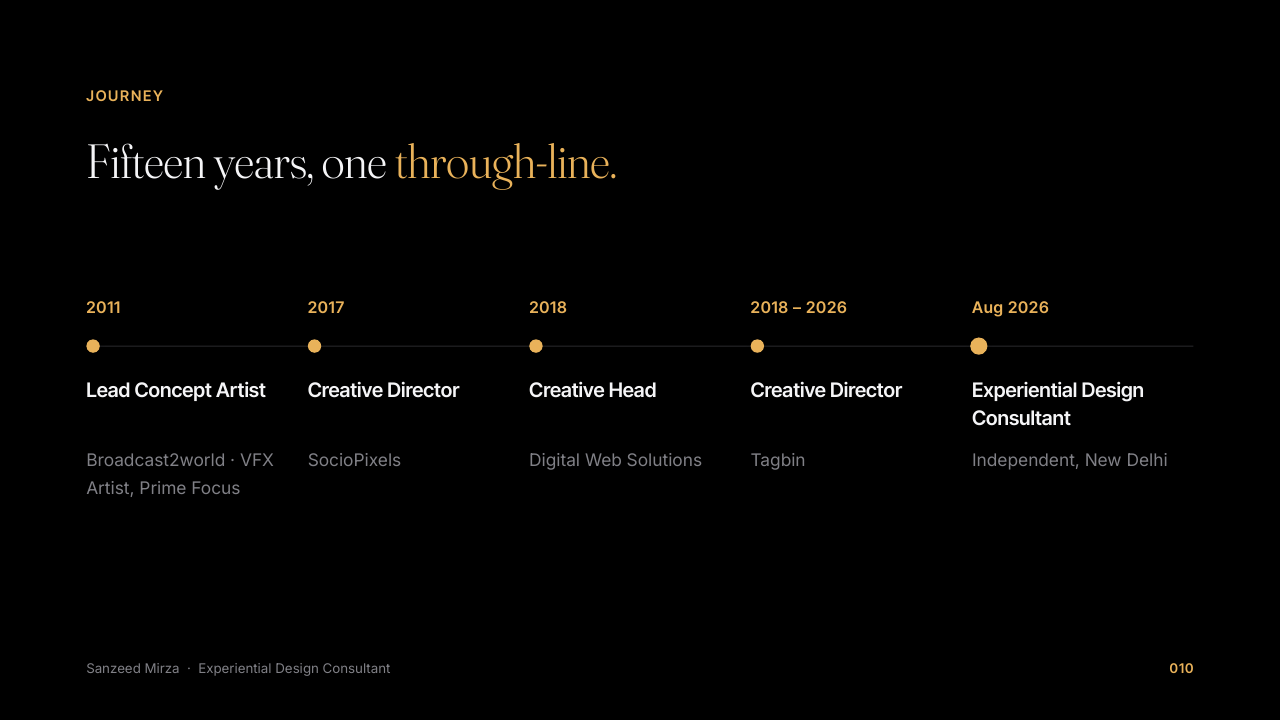 JOURNEY
Fifteen years, one through-line.
2011
Lead Concept Artist
Broadcast2world · VFX
Artist, Prime Focus
2017
Creative Director
SocioPixels
2018
Creative Head
Digital Web Solutions
2018 – 2026
Creative Director
Tagbin
Aug 2026
Experiential Design
Consultant
Independent, New Delhi
Sanzeed Mirza · Experiential Design Consultant
010